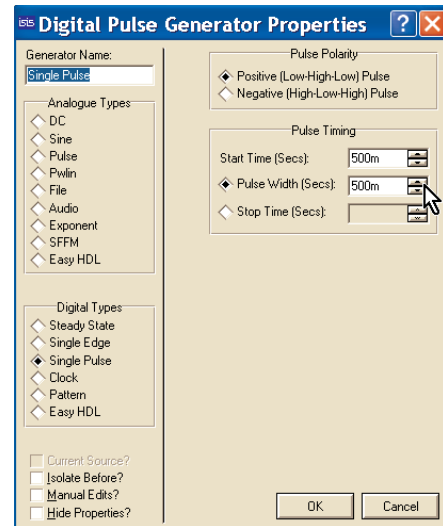 isis Digital Pulse Generator Properties ? X
Generator Name:
Single Pulse
Analogue Types
DC
Sine
Pulse
Pwlin
File
Audio
Exponent
SFFM
Easy HDL
Digital Types
Steady State
Single Edge
Single Pulse
Clock
Pattern
Easy HDL
Current Source?
Isolate Before?
Manual Edits?
Hide Properties?
Pulse Polarity
Positive (Low-High-Low) Pulse
Negative (High-Low-High) Pulse
Pulse Timing
Start Time (Secs): 500m
Pulse Width (Secs): 500m
Stop Time (Secs):
OK Cancel